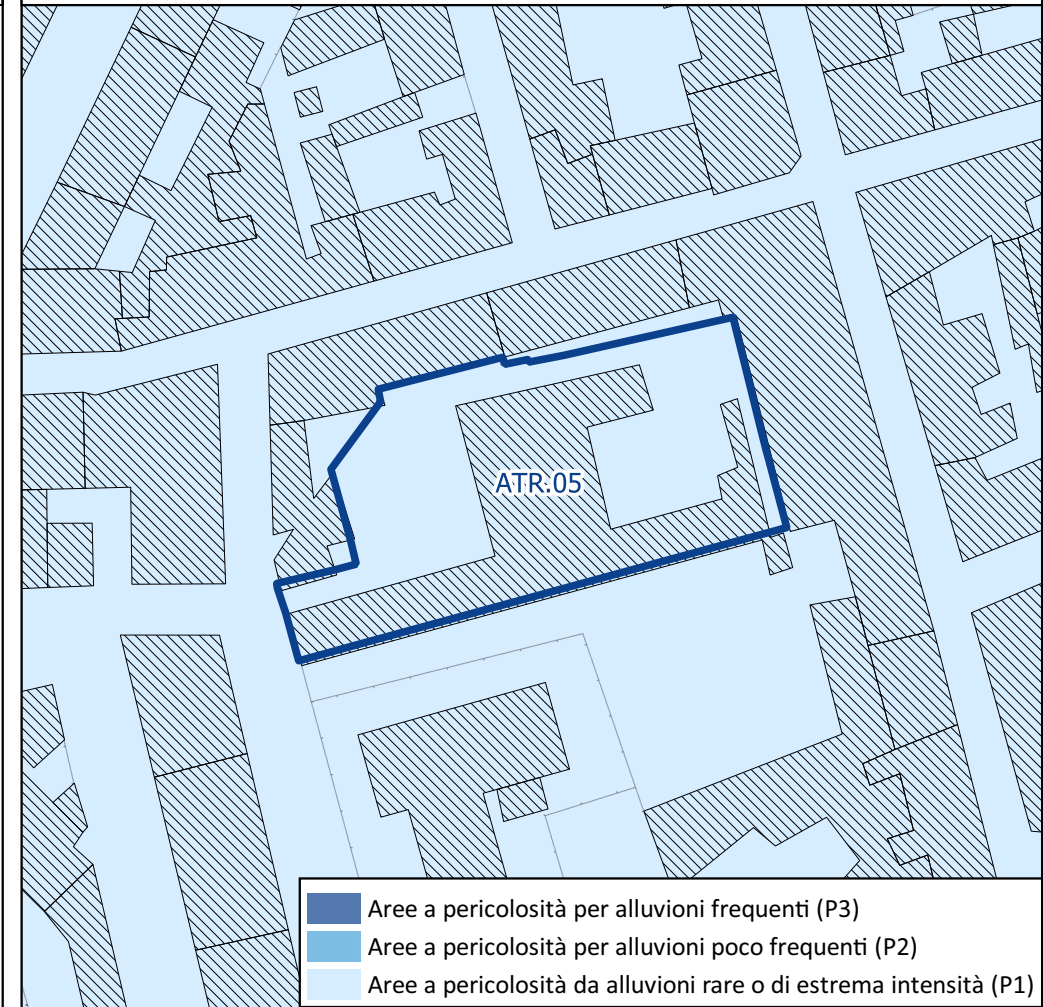 ATR.05
Aree a pericolosità per alluvioni frequenti (P3)
Aree a pericolosità per alluvioni poco frequenti (P2)
Aree a pericolosità da alluvioni rare o di estrema intensità (P1)